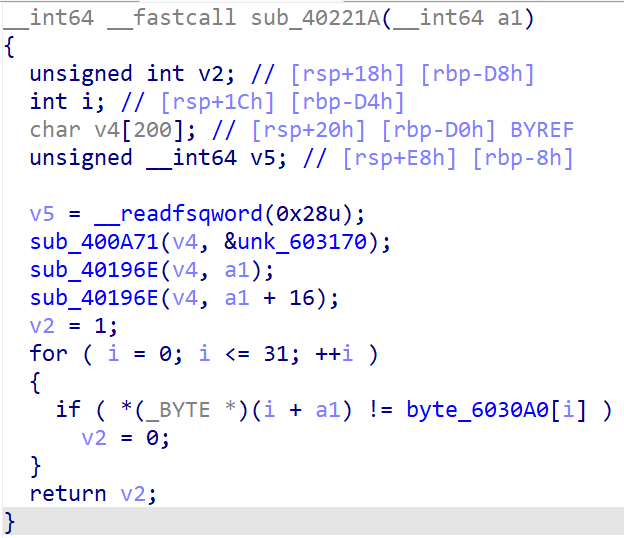 __int64 __fastcall sub_40221A(__int64 a1)
{
  unsigned int v2; // [rsp+18h] [rbp-D8h]
  int i; // [rsp+1Ch] [rbp-D4h]
  char v4[200]; // [rsp+20h] [rbp-D0h] BYREF
  unsigned __int64 v5; // [rsp+E8h] [rbp-8h]

  v5 = __readfsqword(0x28u);
  sub_400A71(v4, &unk_603170);
  sub_40196E(v4, a1);
  sub_40196E(v4, a1 + 16);
  v2 = 1;
  for ( i = 0; i <= 31; ++i )
  {
    if ( *(_BYTE *)(i + a1) != byte_6030A0[i] )
      v2 = 0;
  }
  return v2;
}